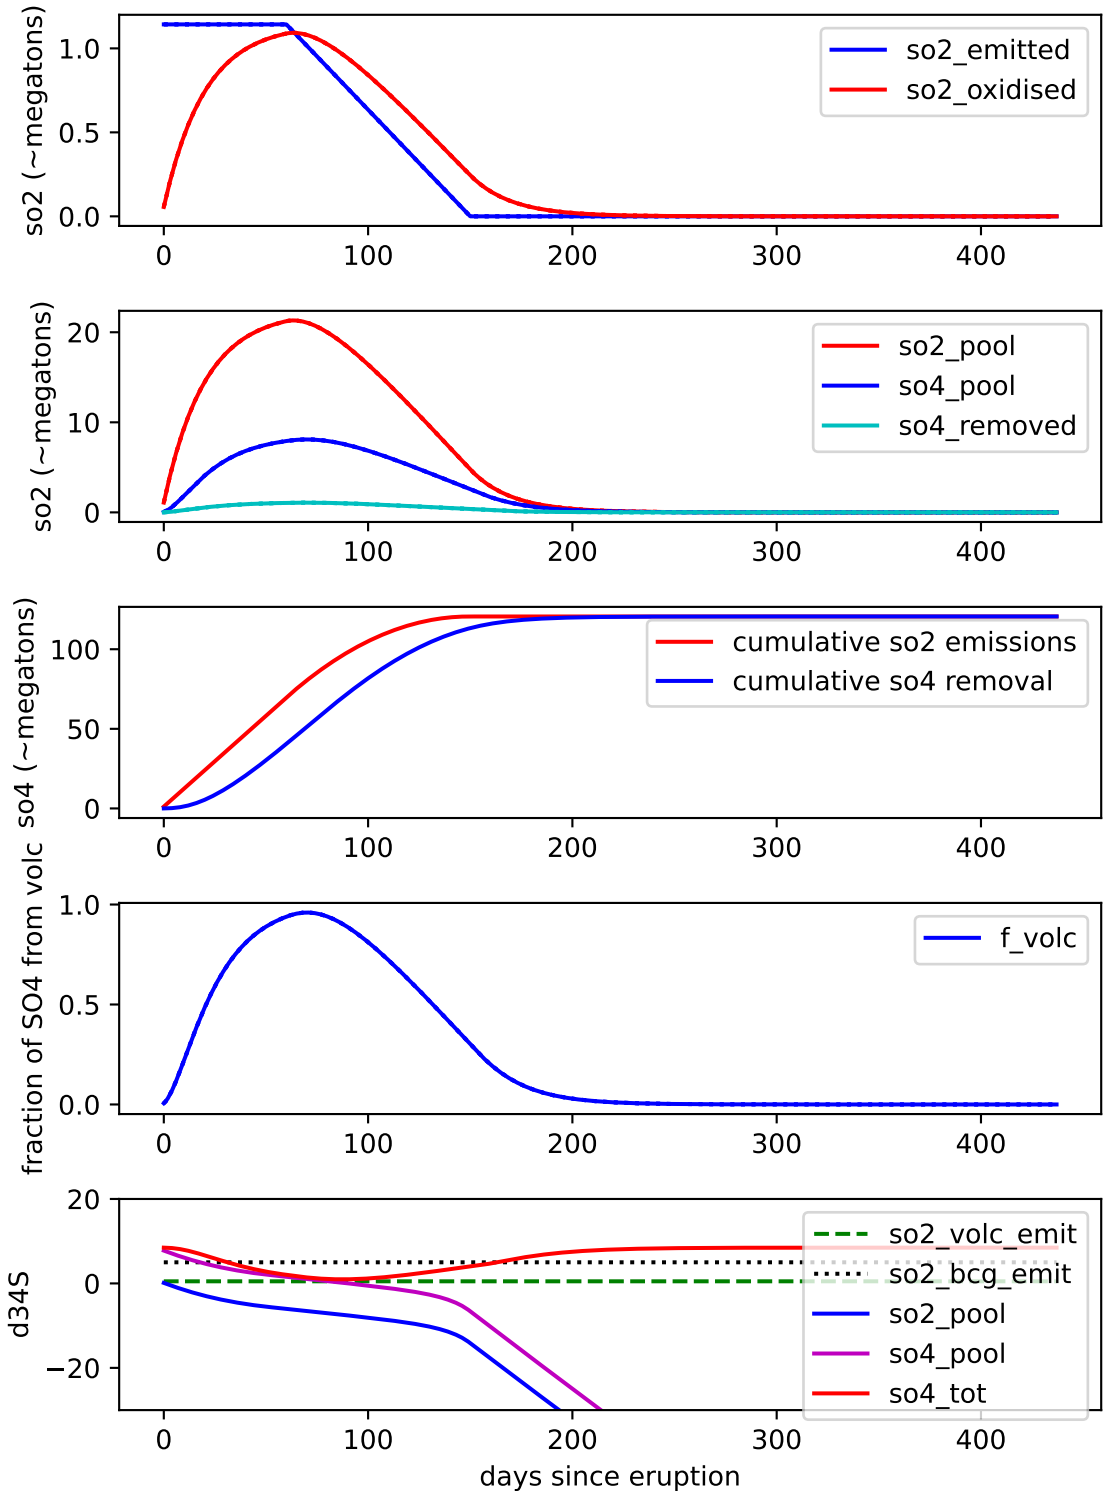 so2 (~megatons)
1.0
0.5
0.0
so2_emitted
so2_oxidised
0 100 200 300 400
so2 (~megatons)
20
10
0
so2_pool
so4_pool
so4_removed
0 100 200 300 400
so4 (~megatons)
100
50
0
cumulative so2 emissions
cumulative so4 removal
0 100 200 300 400
fraction of SO4 from volc
1.0
0.5
0.0
f_volc
0 100 200 300 400
d34S
20
0
−20
so2_volc_emit
so2_bcg_emit
so2_pool
so4_pool
so4_tot
0 100 200 300 400
days since eruption